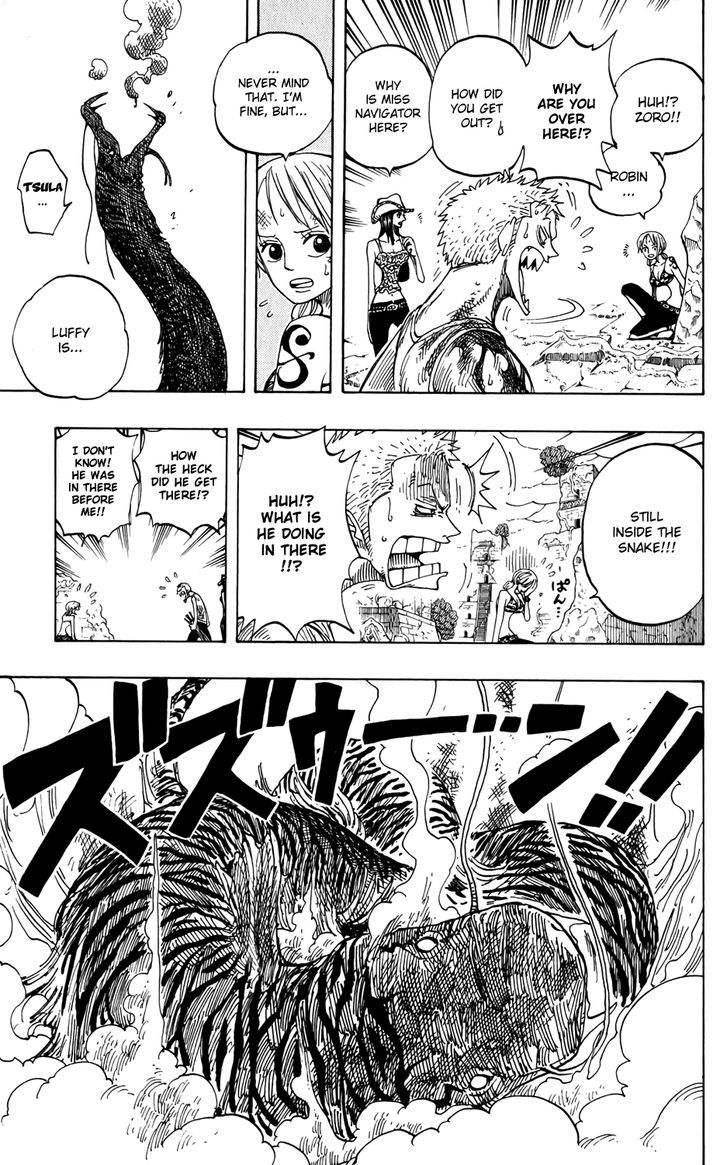 HUH!?
ZORO!!
ROBIN
...
WHY
ARE YOU
OVER
HERE!?
HOW DID
YOU GET
OUT?
WHY
IS MISS
NAVIGATOR
HERE?
...
NEVER MIND
THAT. I'M
FINE, BUT...
TSULA
...
LUFFY
IS...
STILL
INSIDE THE
SNAKE!!!
ぱん...
HUH!?
WHAT IS
HE DOING
IN THERE
!!?
HOW
THE HECK
DID HE GET
THERE!?
I DON'T
KNOW!
HE WAS
IN THERE
BEFORE
ME!!
ズズゥーン!!